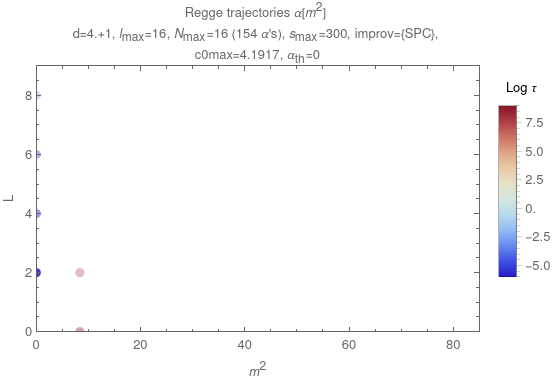 Regge trajectories α[m²]
d=4.+1, lmax=16, Nmax=16 (154 α's), smax=300, improv={SPC},
c0max=4.1917, αth=0
Log τ
8
6
4
2
0
L
7.5
5.0
2.5
0.
−2.5
−5.0
0 20 40 60 80
m²